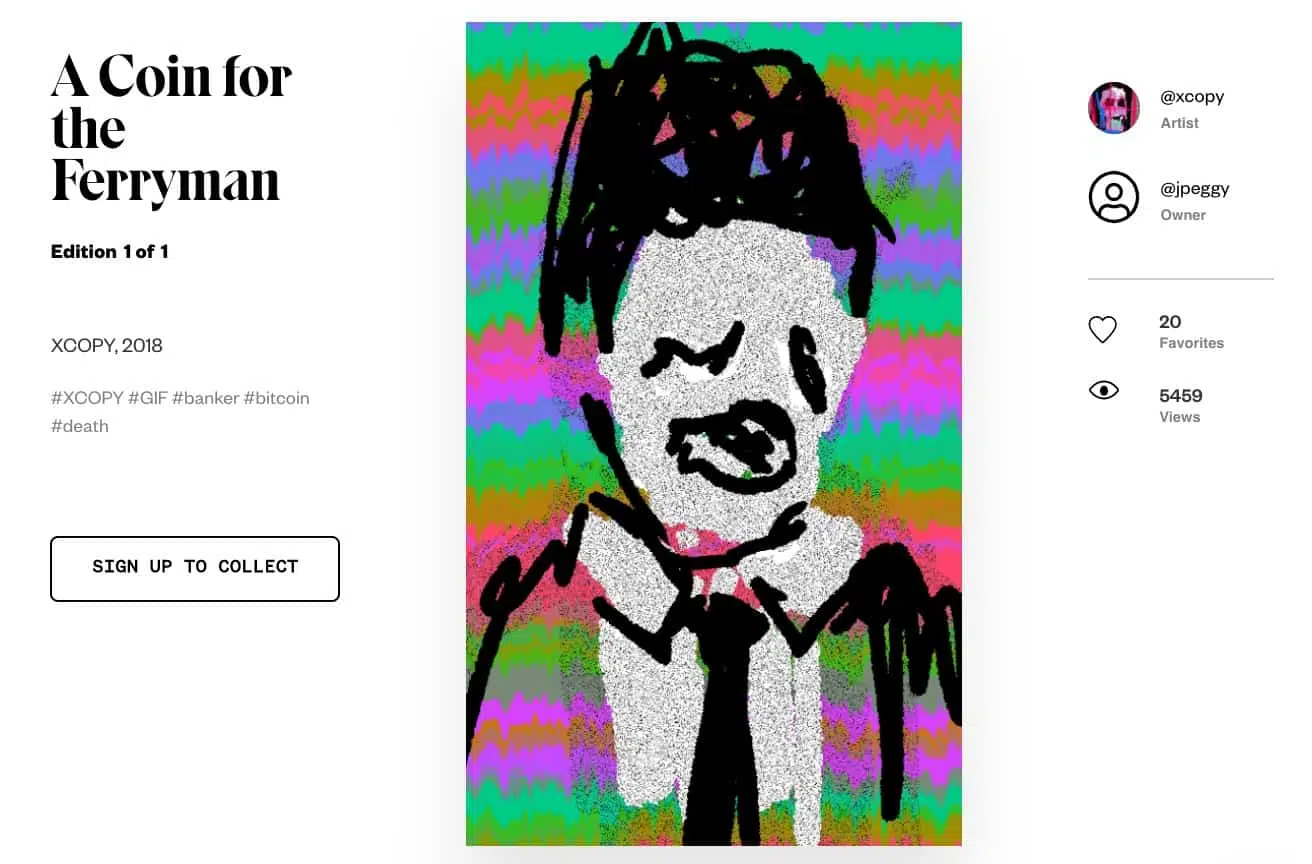 A Coin for
the
Ferryman
Edition 1 of 1
XCOPY, 2018
#XCOPY #GIF #banker #bitcoin
#death
SIGN UP TO COLLECT
@xcopy
Artist
@jpeggy
Owner
20
Favorites
5459
Views